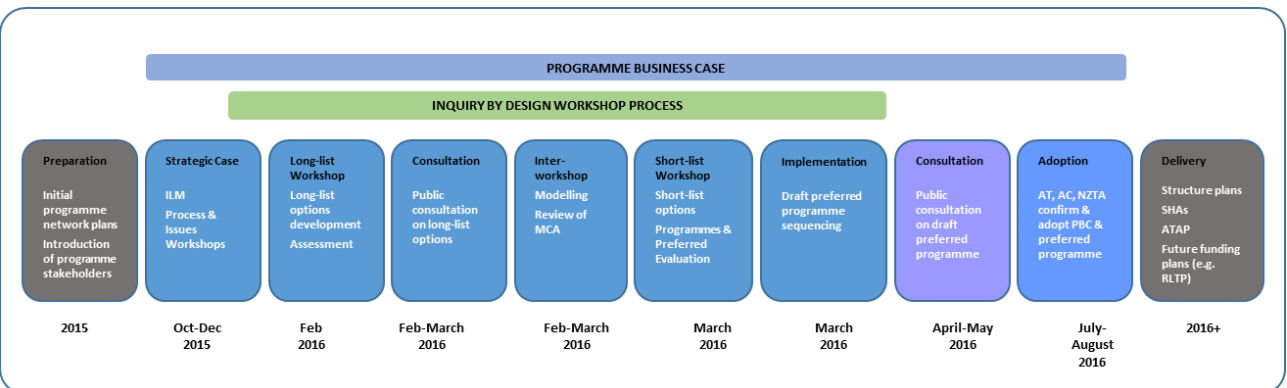 PROGRAMME BUSINESS CASE
INQUIRY BY DESIGN WORKSHOP PROCESS
Preparation
Initial
programme
network plans
Introduction
of programme
stakeholders
2015
Strategic Case
ILM
Process &
Issues
Workshops
Oct-Dec
2015
Long-list
Workshop
Long-list
options
development
Assessment
Feb
2016
Consultation
Public
consultation
on long-list
options
Feb-March
2016
Inter-
workshop
Modelling
Review of
MCA
Feb-March
2016
Short-list
Workshop
Short-list
options
Programmes &
Preferred
Evaluation
March
2016
Implementation
Draft preferred
programme
sequencing
March
2016
Consultation
Public
consultation
on draft
preferred
programme
April-May
2016
Adoption
AT, AC, NZTA
confirm &
adopt PBC &
preferred
programme
July-
August
2016
Delivery
Structure plans
SHAs
ATAP
Future funding
plans (e.g.
RLTP)
2016+